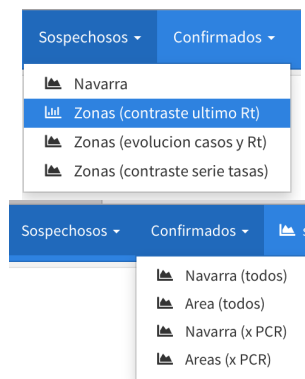 Sospechosos Confirmados
Navarra
Zonas (contraste ultimo Rt)
Zonas (evolucion casos y Rt)
Zonas (contraste serie tasas)
Sospechosos Confirmados
Navarra (todos)
Area (todos)
Navarra (x PCR)
Areas (x PCR)